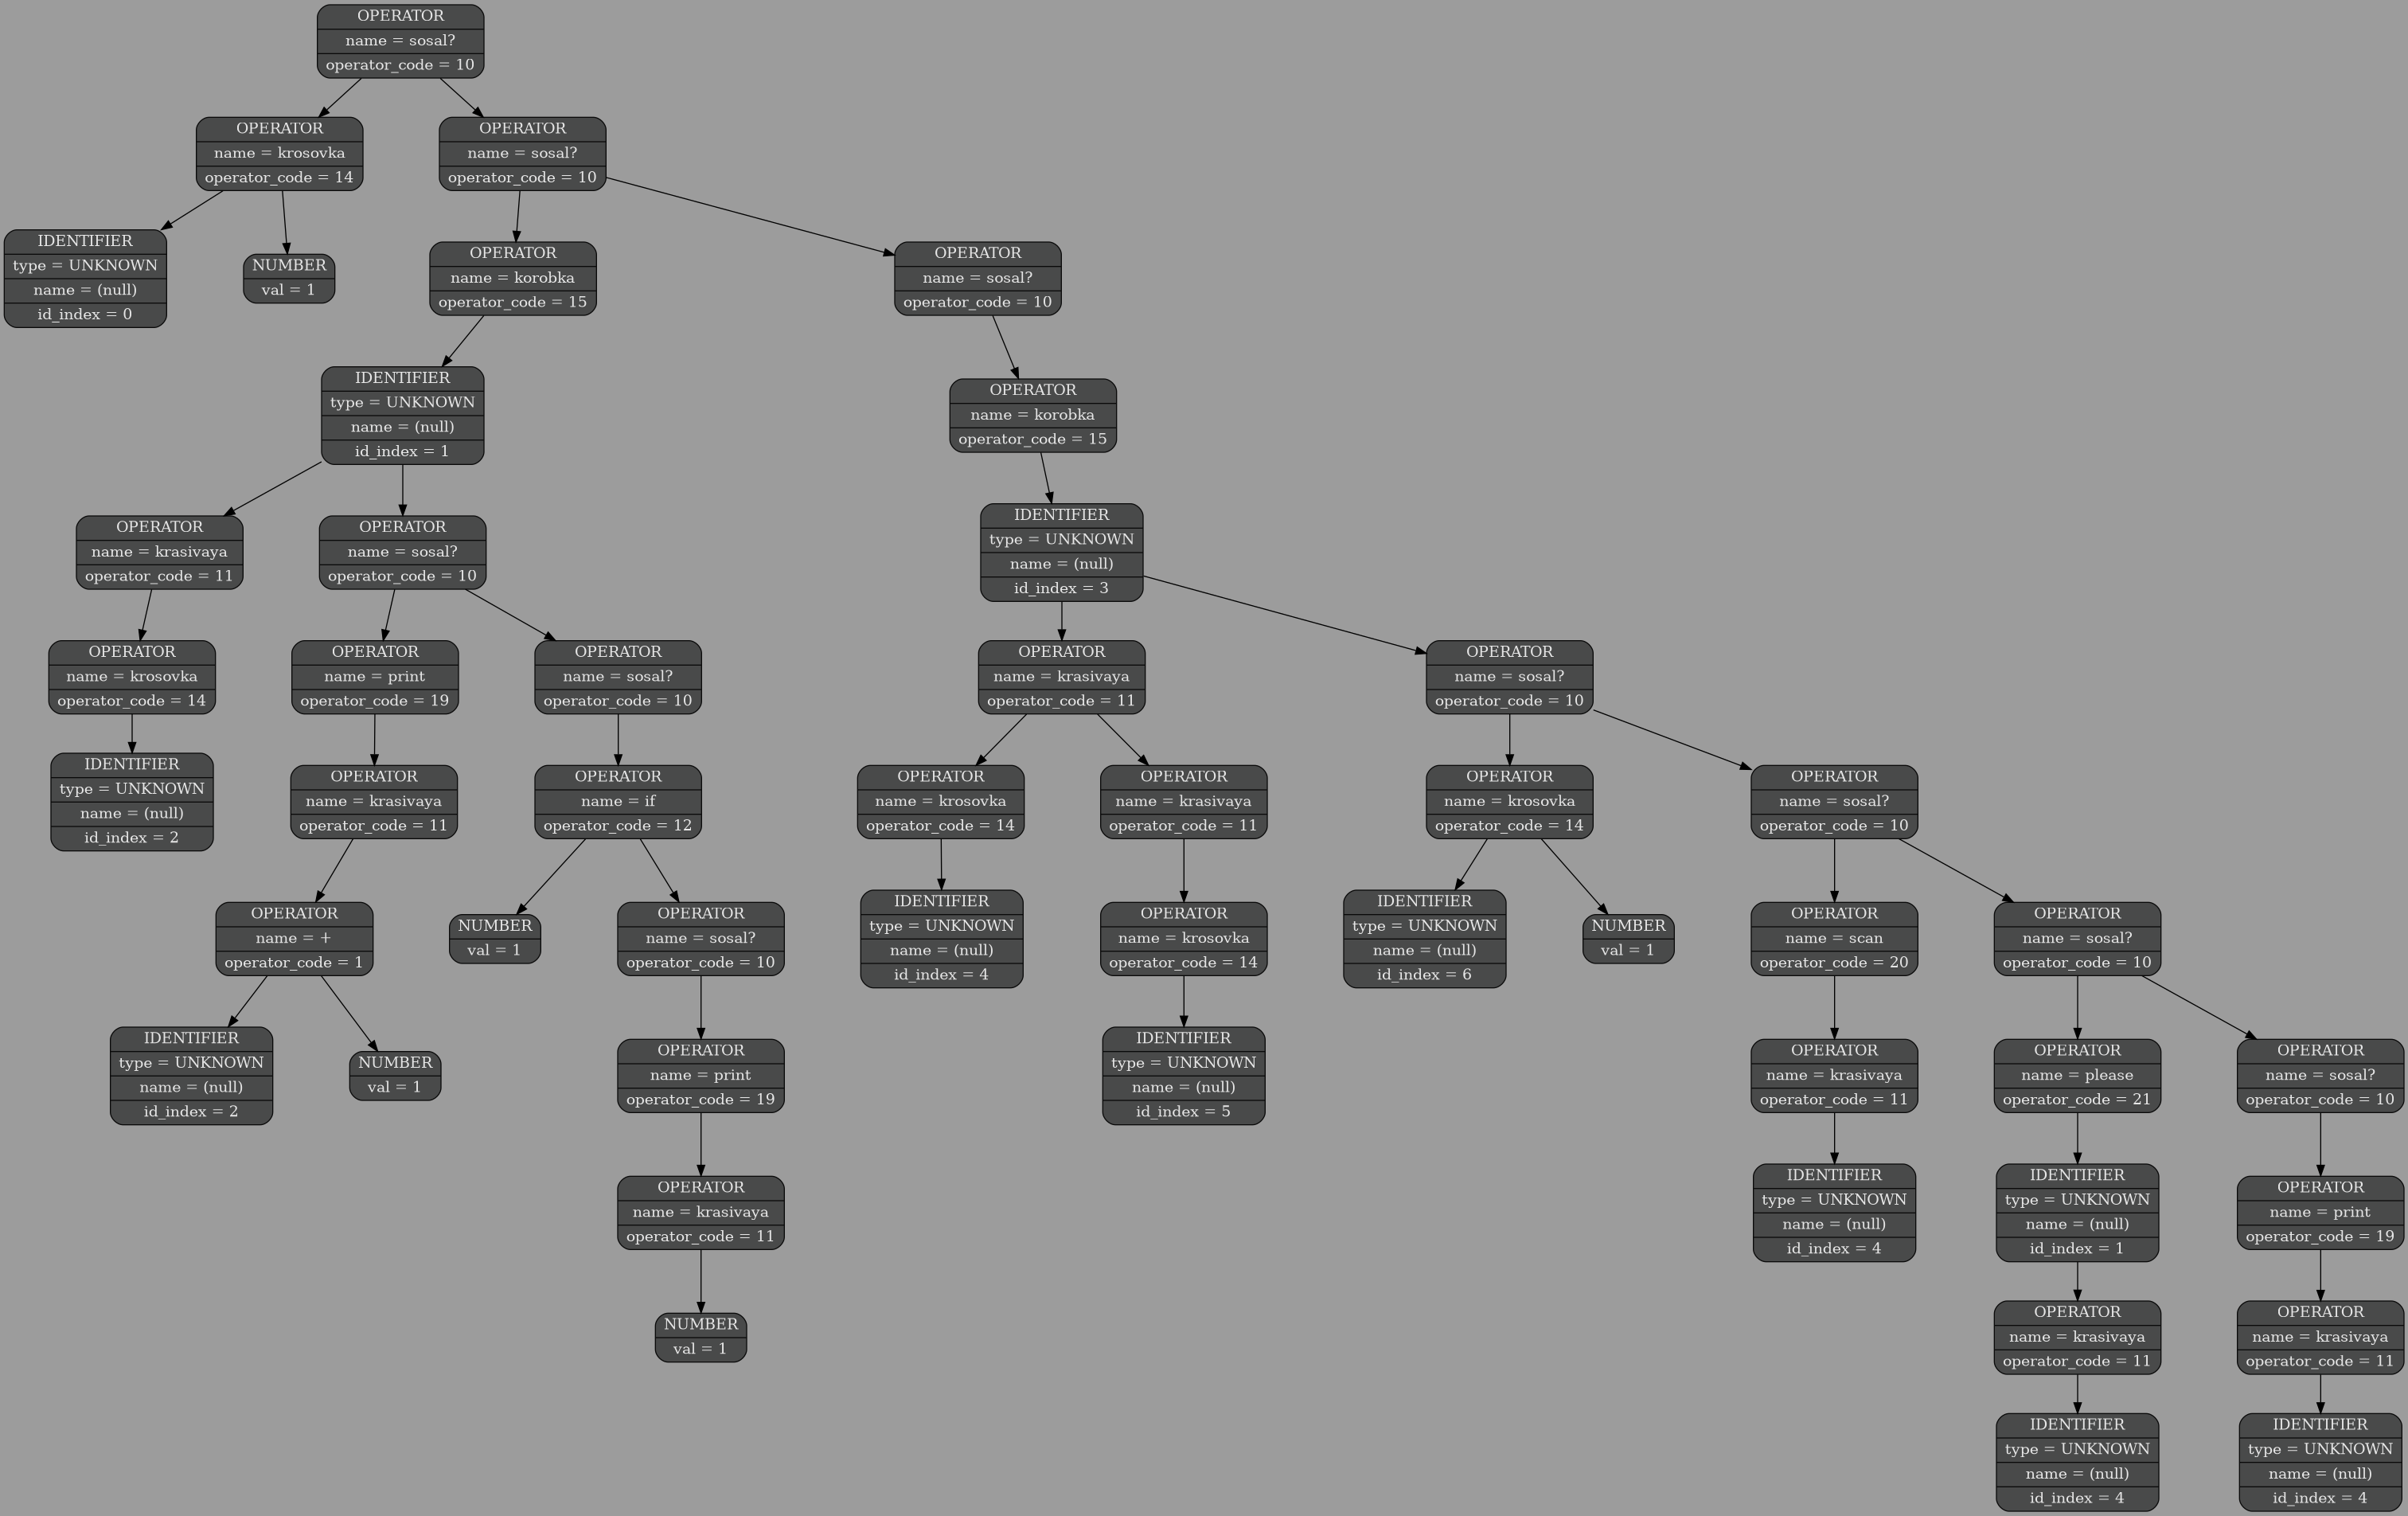 OPERATOR
name = sosal?
operator_code = 10
OPERATOR
name = krosovka
operator_code = 14
OPERATOR
name = sosal?
operator_code = 10
IDENTIFIER
type = UNKNOWN
name = (null)
id_index = 0
NUMBER
val = 1
OPERATOR
name = korobka
operator_code = 15
OPERATOR
name = sosal?
operator_code = 10
IDENTIFIER
type = UNKNOWN
name = (null)
id_index = 1
OPERATOR
name = korobka
operator_code = 15
OPERATOR
name = krasivaya
operator_code = 11
OPERATOR
name = sosal?
operator_code = 10
IDENTIFIER
type = UNKNOWN
name = (null)
id_index = 3
OPERATOR
name = krosovka
operator_code = 14
OPERATOR
name = print
operator_code = 19
OPERATOR
name = sosal?
operator_code = 10
OPERATOR
name = krasivaya
operator_code = 11
OPERATOR
name = sosal?
operator_code = 10
IDENTIFIER
type = UNKNOWN
name = (null)
id_index = 2
OPERATOR
name = krasivaya
operator_code = 11
OPERATOR
name = if
operator_code = 12
OPERATOR
name = krosovka
operator_code = 14
OPERATOR
name = krasivaya
operator_code = 11
OPERATOR
name = krosovka
operator_code = 14
OPERATOR
name = sosal?
operator_code = 10
OPERATOR
name = +
operator_code = 1
NUMBER
val = 1
OPERATOR
name = sosal?
operator_code = 10
IDENTIFIER
type = UNKNOWN
name = (null)
id_index = 4
OPERATOR
name = krosovka
operator_code = 14
IDENTIFIER
type = UNKNOWN
name = (null)
id_index = 6
NUMBER
val = 1
OPERATOR
name = scan
operator_code = 20
OPERATOR
name = sosal?
operator_code = 10
IDENTIFIER
type = UNKNOWN
name = (null)
id_index = 2
NUMBER
val = 1
OPERATOR
name = print
operator_code = 19
IDENTIFIER
type = UNKNOWN
name = (null)
id_index = 5
OPERATOR
name = krasivaya
operator_code = 11
OPERATOR
name = please
operator_code = 21
OPERATOR
name = sosal?
operator_code = 10
OPERATOR
name = krasivaya
operator_code = 11
IDENTIFIER
type = UNKNOWN
name = (null)
id_index = 4
IDENTIFIER
type = UNKNOWN
name = (null)
id_index = 1
OPERATOR
name = print
operator_code = 19
NUMBER
val = 1
OPERATOR
name = krasivaya
operator_code = 11
OPERATOR
name = krasivaya
operator_code = 11
IDENTIFIER
type = UNKNOWN
name = (null)
id_index = 4
IDENTIFIER
type = UNKNOWN
name = (null)
id_index = 4